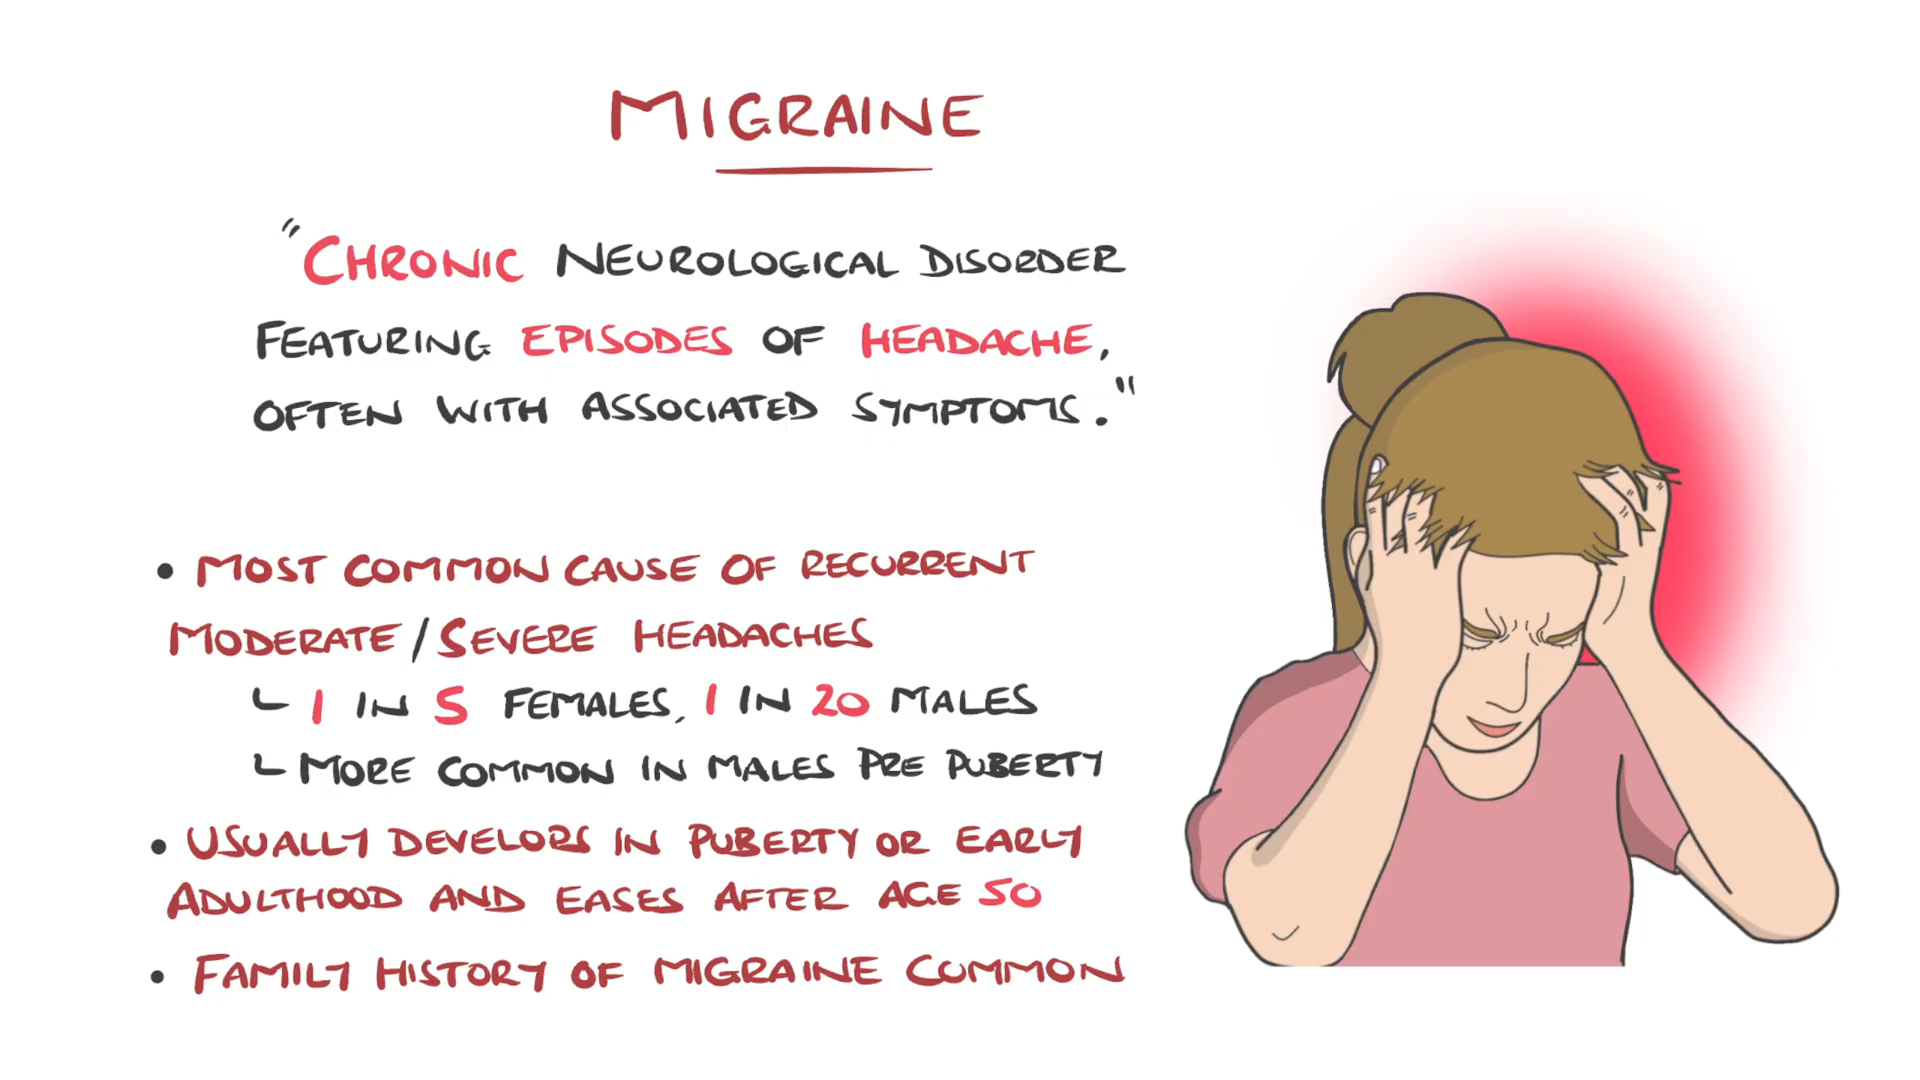 MIGRAINE
"CHRONIC NEUROLOGICAL DISORDER
FEATURING EPISODES OF HEADACHE,
OFTEN WITH ASSOCIATED SYMPTOMS."
• MOST COMMON CAUSE OF RECURRENT
MODERATE/SEVERE HEADACHES
↳ 1 IN 5 FEMALES, 1 IN 20 MALES
↳ MORE COMMON IN MALES PRE PUBERTY
• USUALLY DEVELOPS IN PUBERTY OR EARLY
ADULTHOOD AND EASES AFTER AGE 50
• FAMILY HISTORY OF MIGRAINE COMMON